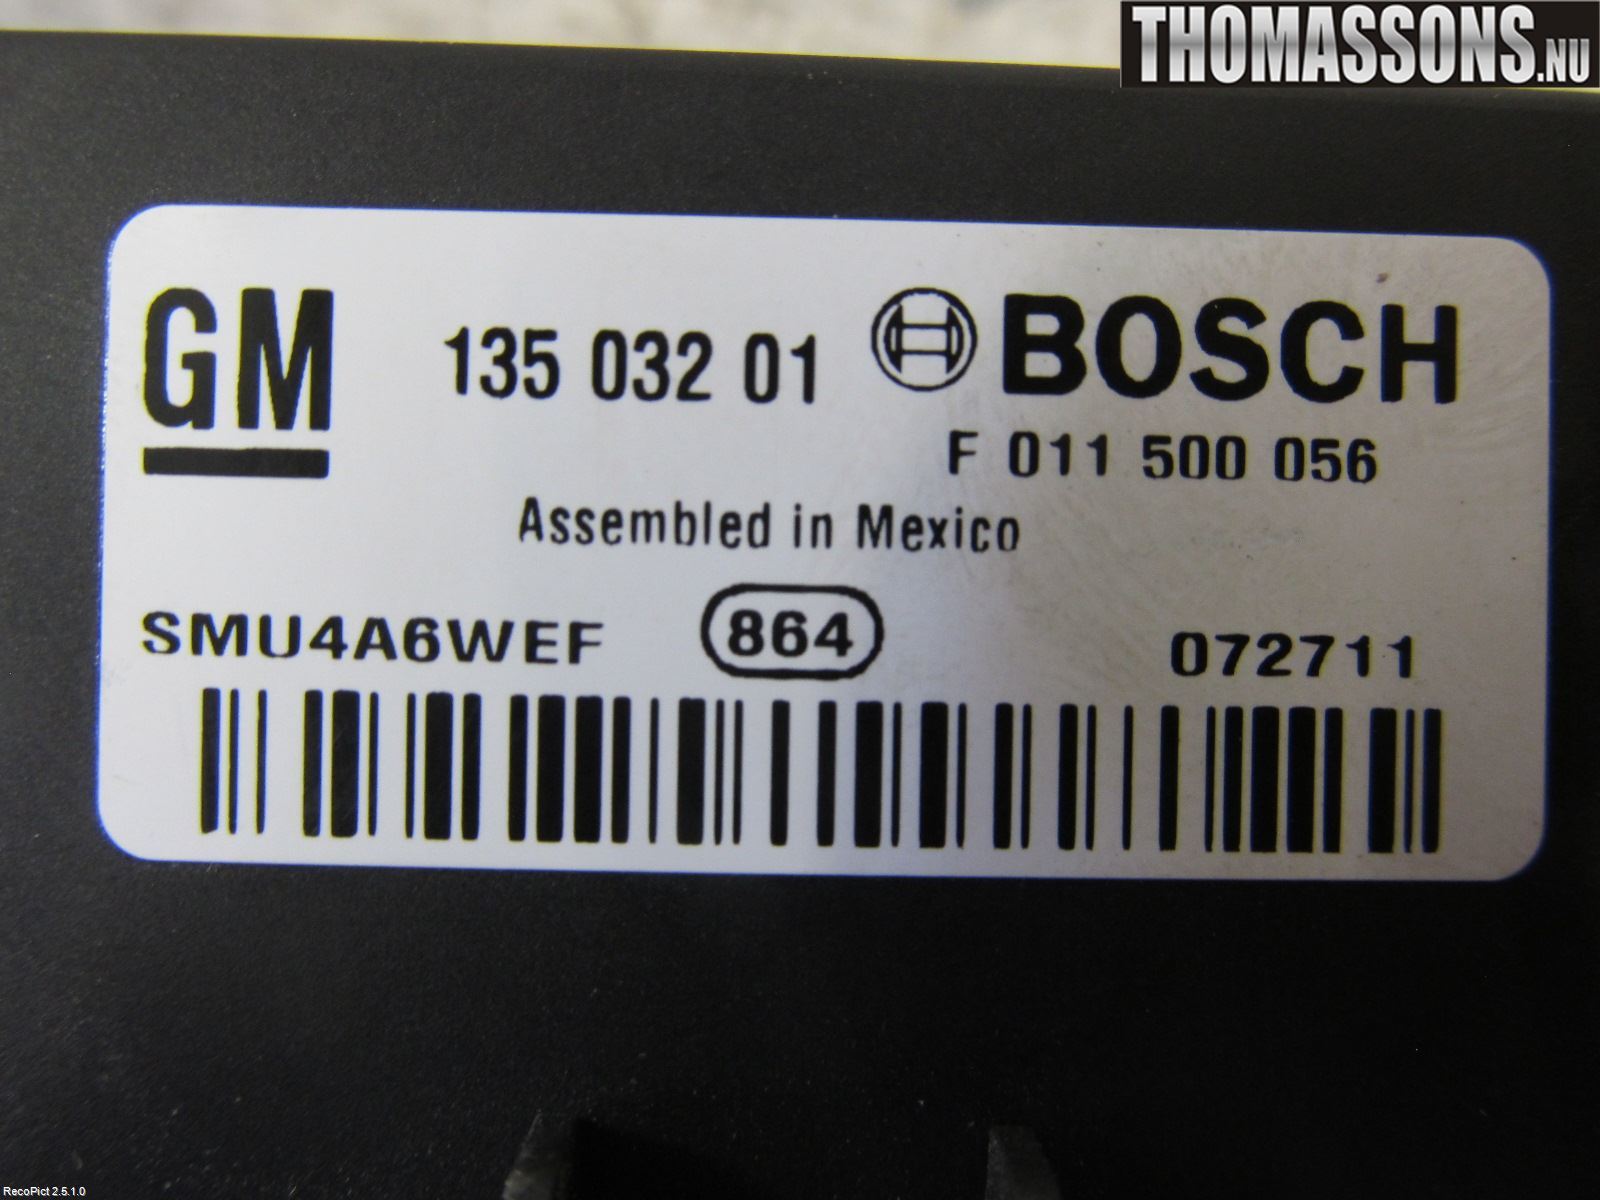 THOMASSONS.NU
GM 135 032 01 BOSCH
F 011 500 056
Assembled in Mexico
SMU4A6WEF 864 072711
RecoPict 2.5.1.0